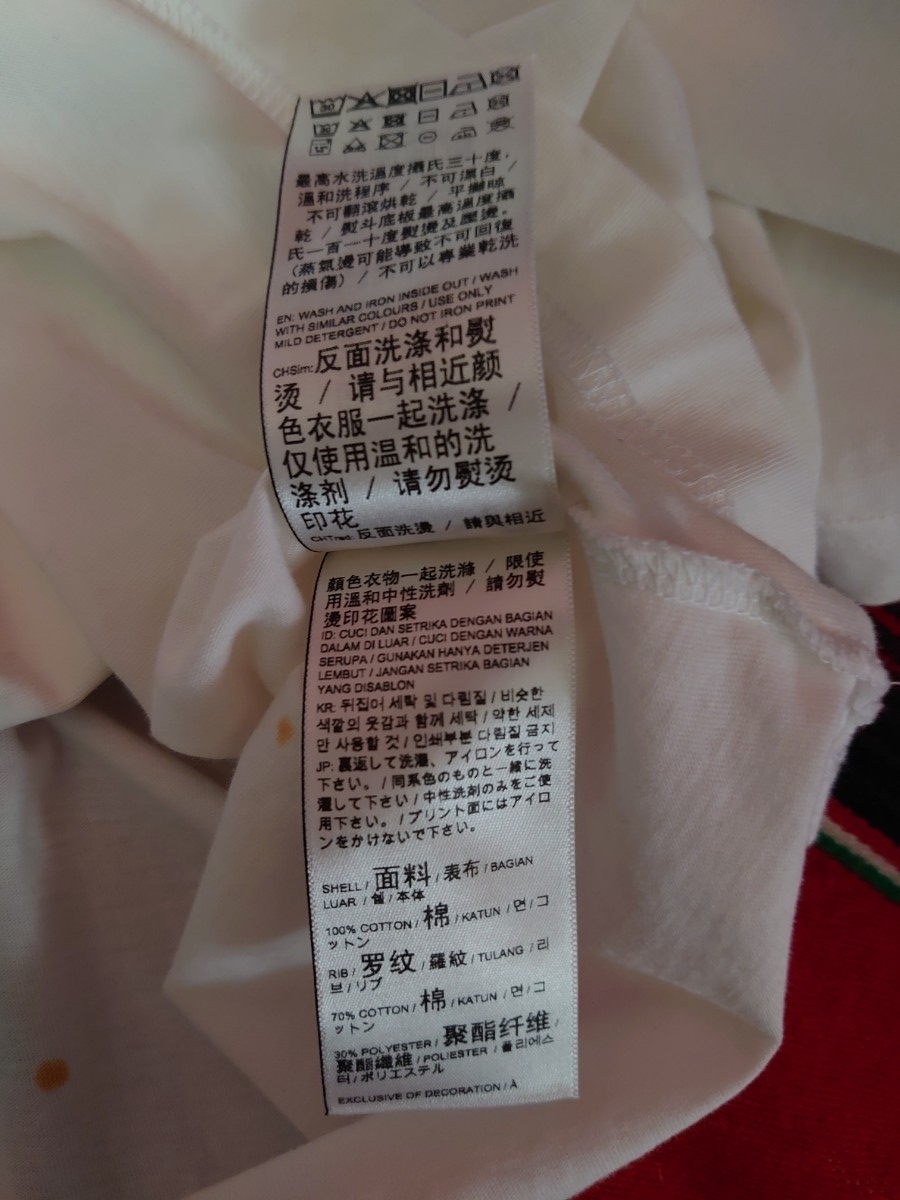 最高水洗溫度攝氏三十度，
溫和洗程序 / 不可漂白 /
不可翻滾烘乾 / 平攤晾
乾 / 熨斗底板最高溫度攝
氏一百一十度熨燙及壓燙。
（蒸氣燙可能導致不可回復
的損傷） / 不可以專業乾洗
EN: WASH AND IRON INSIDE OUT / WASH
WITH SIMILAR COLOURS / USE ONLY
MILD DETERGENT / DO NOT IRON PRINT
CHSim:反面洗涤和熨
烫 / 请与相近颜
色衣服一起洗涤 /
仅使用温和的洗
涤剂 / 请勿熨烫
印花
CHTrad: 反面洗燙 / 請與相近
顏色衣物一起洗滌 / 限使
用溫和中性洗劑 / 請勿熨
燙印花圖案
ID: CUCI DAN SETRIKA DENGAN BAGIAN
DALAM DI LUAR / CUCI DENGAN WARNA
SERUPA / GUNAKAN HANYA DETERJEN
LEMBUT / JANGAN SETRIKA BAGIAN
YANG DISABLON
KR: 뒤집어 세탁 및 다림질 / 비슷한
색깔의 옷감과 함께 세탁 / 약한 세제
만 사용할 것 / 인쇄부분 다림질 금지
JP: 裏返して洗濯、アイロンを行って
下さい。 / 同系色のものと一緒に洗
濯して下さい / 中性洗剤のみをご使
用下さい。 / プリント面にはアイロ
ンをかけないで下さい。
SHELL / 面料 / 表布 / BAGIAN
LUAR / 쉘 / 本体
100% COTTON / 棉 / KATUN / 면 / コ
ットン
RIB / 罗纹 / 羅紋 / TULANG / 리
브 / リブ
70% COTTON / 棉 / KATUN / 면 / コ
ットン
30% POLYESTER / 聚酯纤维 /
聚酯纖維 / POLIESTER / 폴리에스
터 / ポリエステル
EXCLUSIVE OF DECORATION / À